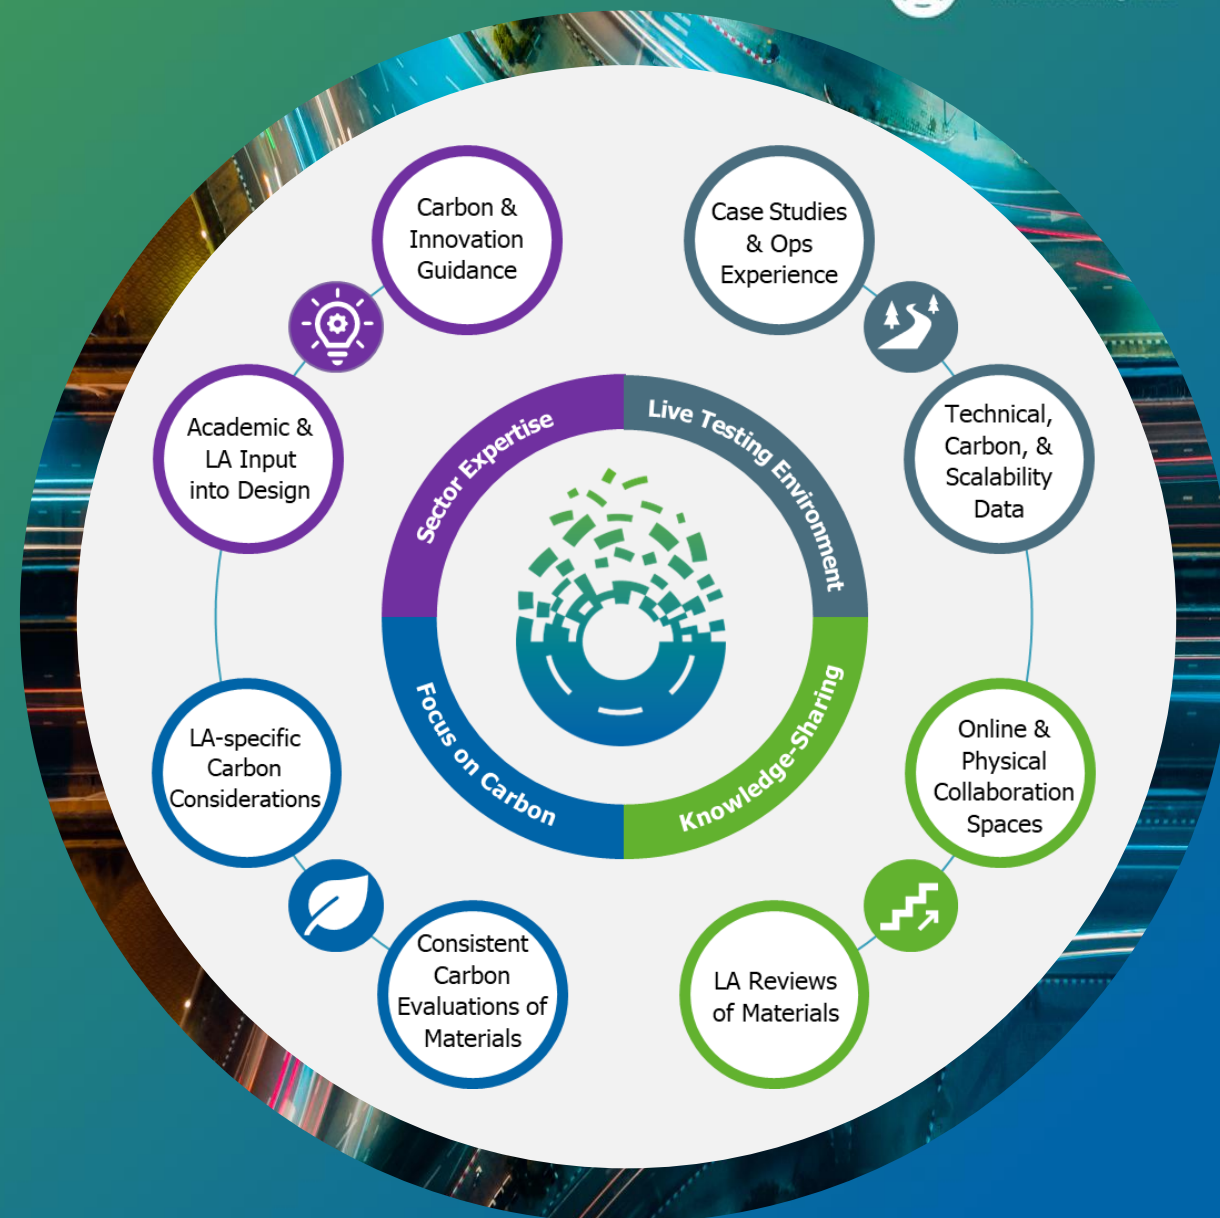 Carbon &
Innovation
Guidance
Case Studies
& Ops
Experience
Academic &
LA Input
into Design
Technical,
Carbon, &
Scalability
Data
Sector Expertise
Live Testing Environment
Focus on Carbon
Knowledge-Sharing
LA-specific
Carbon
Considerations
Online &
Physical
Collaboration
Spaces
Consistent
Carbon
Evaluations of
Materials
LA Reviews
of Materials